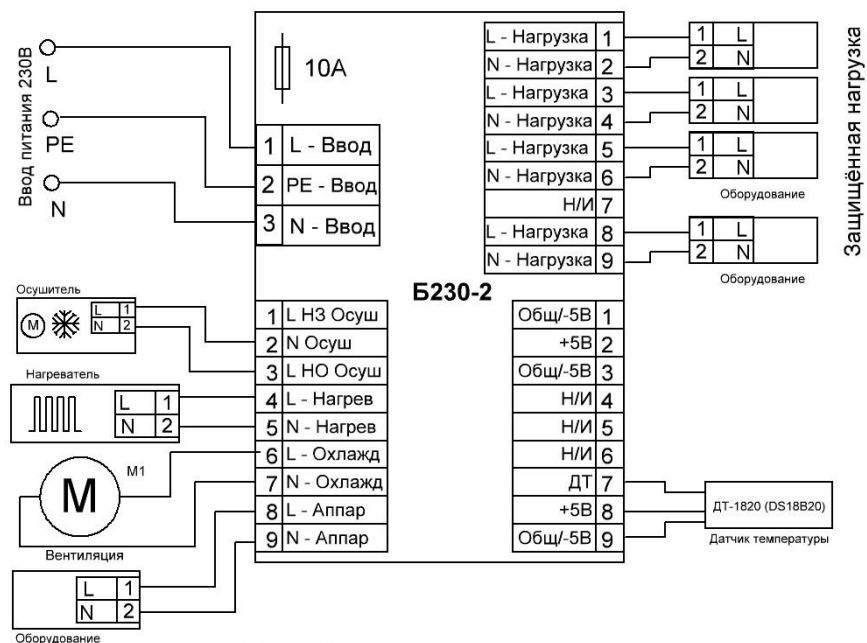 Ввод питания 230В
L
PE
N
10А
1 L - Ввод
2 PE - Ввод
3 N - Ввод
Б230-2
L - Нагрузка 1
N - Нагрузка 2
L - Нагрузка 3
N - Нагрузка 4
L - Нагрузка 5
N - Нагрузка 6
Н/И 7
L - Нагрузка 8
N - Нагрузка 9
1 L
2 N
1 L
2 N
1 L
2 N
Оборудование
1 L
2 N
Оборудование
Защищённая нагрузка
Осушитель
М
L 1
N 2
Нагреватель
L 1
N 2
М1
М
Вентиляция
L 1
N 2
Оборудование
1 L НЗ Осуш
2 N Осуш
3 L НО Осуш
4 L - Нагрев
5 N - Нагрев
6 L - Охлажд
7 N - Охлажд
8 L - Аппар
9 N - Аппар
Общ/-5В 1
+5В 2
Общ/-5В 3
Н/И 4
Н/И 5
Н/И 6
ДТ 7
+5В 8
Общ/-5В 9
ДТ-1820 (DS18B20)
Датчик температуры